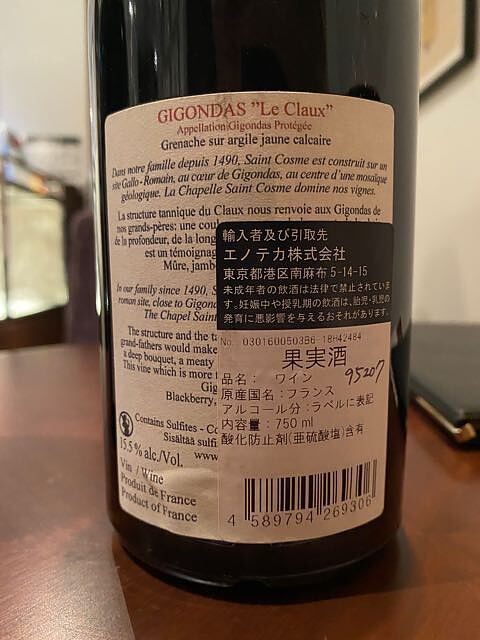 GIGONDAS "Le Claux"
Appellation Gigondas Protégée
Grenache sur argile jaune calcaire
Dans notre famille depuis 1490, Saint Cosme est construit sur un
site Gallo-Romain, au cœur de Gigondas, au centre d'une mosaïque
géologique. La Chapelle Saint Cosme domine nos vignes.
La structure tannique du Claux nous renvoie aux Gigondas de
nos grands-pères: une
de la profondeur, de la
est un
Mûre,
In our family since 1490,
roman site, close to
The Chapel Saint
The structure and the
grand-fathers would make
a deep bouquet, a meaty
This vine which is more
Blackberry,
Contains Sulfites -
Sisältää
15.5 % alc./Vol.
Vin / Wine
Produit de France
Product of France
輸入者及び引取先
エノテカ株式会社
東京都港区南麻布 5-14-15
未成年者の飲酒は法律で禁止されていま
す。妊娠中や授乳期の飲酒は、胎児・乳児の
発育に悪影響を与えるおそれがあります。
No. 030160050386 18H42484
果実酒
品名: ワイン
95207
原産国名:フランス
アルコール分:ラベルに表記
内容量:750 ml
酸化防止剤(亜硫酸塩)含有
4 589794 269306